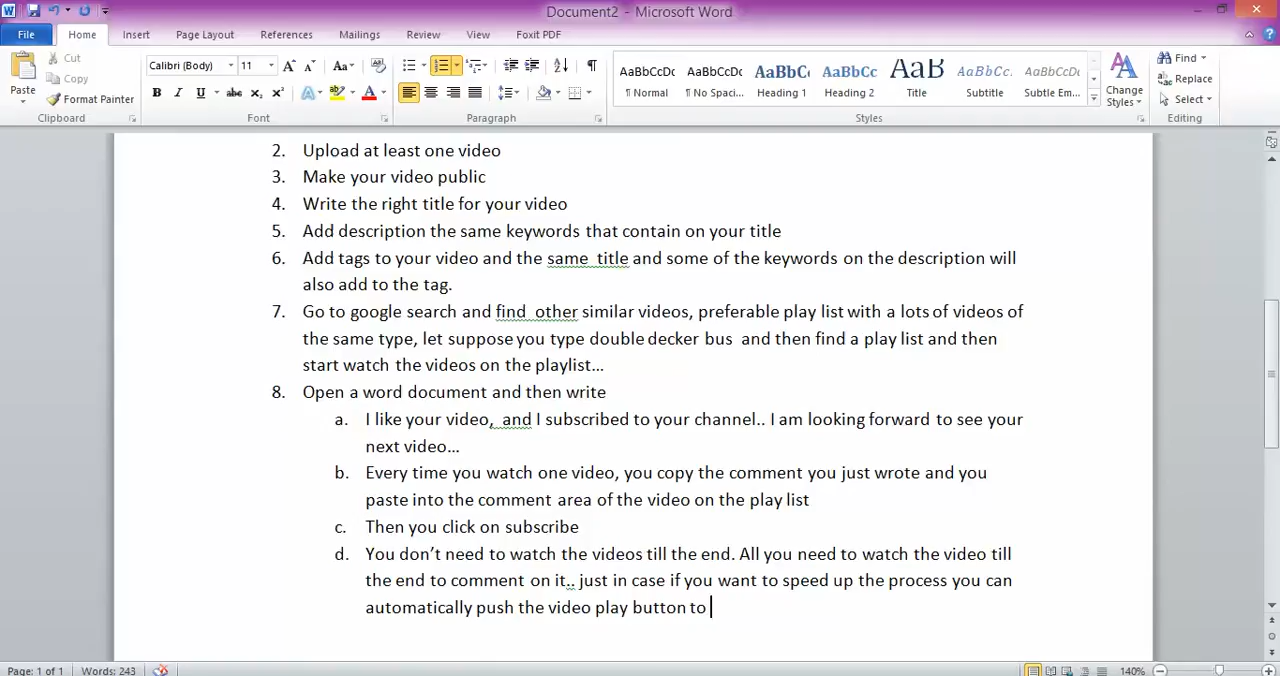 Document2 - Microsoft Word
File Home Insert Page Layout References Mailings Review View Foxit PDF
Paste Cut Copy Format Painter Clipboard
Calibri (Body) 11 Font
Paragraph
AaBbCcDc AaBbCcDc AaBbCc AaBbCc AaB AaBbCc. AaBbCcDc
¶ Normal ¶ No Spaci... Heading 1 Heading 2 Title Subtitle Subtle Em... Styles
Change Styles
Find Replace Select Editing
2. Upload at least one video
3. Make your video public
4. Write the right title for your video
5. Add description the same keywords that contain on your title
6. Add tags to your video and the same  title and some of the keywords on the description will
also add to the tag.
7. Go to google search and find  other similar videos, preferable play list with a lots of videos of
the same type, let suppose you type double decker bus  and then find a play list and then
start watch the videos on the playlist…
8. Open a word document and then write
a. I like your video,  and I subscribed to your channel.. I am looking forward to see your
next video…
b. Every time you watch one video, you copy the comment you just wrote and you
paste into the comment area of the video on the play list
c. Then you click on subscribe
d. You don’t need to watch the videos till the end. All you need to watch the video till
the end to comment on it.. just in case if you want to speed up the process you can
automatically push the video play button to
Page: 1 of 1 Words: 243 140%